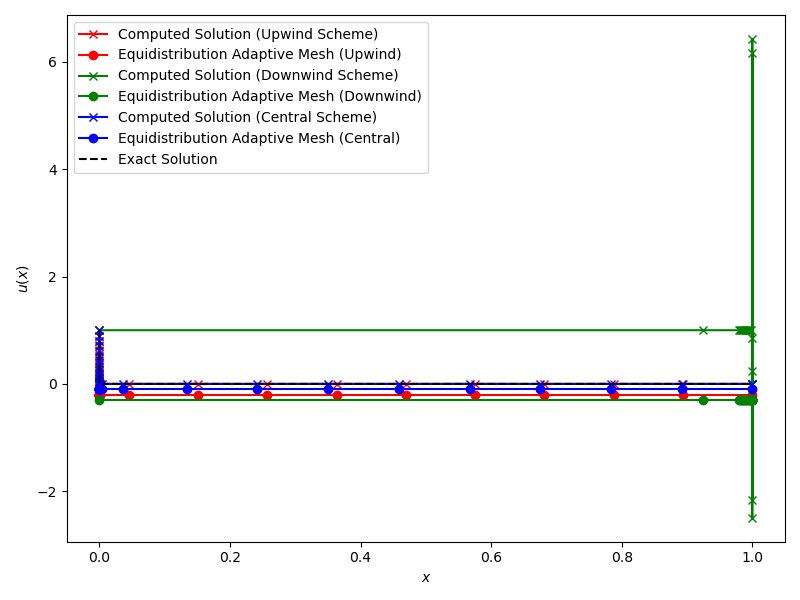 Computed Solution (Upwind Scheme)
Equidistribution Adaptive Mesh (Upwind)
Computed Solution (Downwind Scheme)
Equidistribution Adaptive Mesh (Downwind)
Computed Solution (Central Scheme)
Equidistribution Adaptive Mesh (Central)
Exact Solution
6
4
2
0
−2
u(x)
0.0 0.2 0.4 0.6 0.8 1.0
x